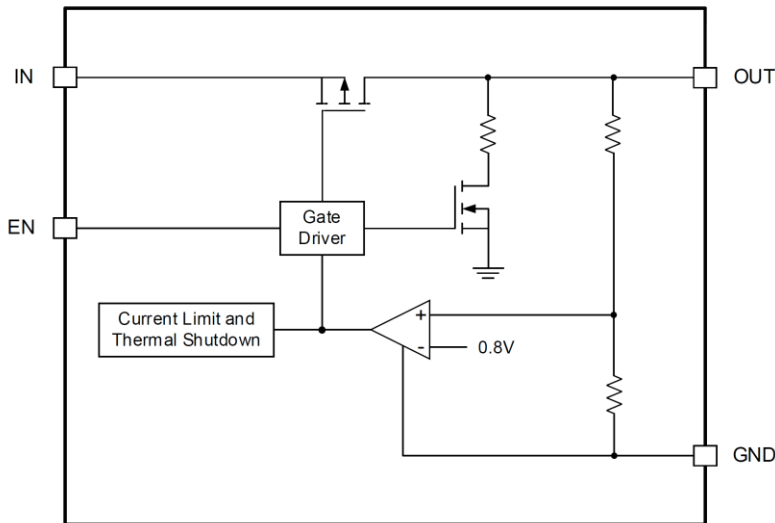 IN
OUT
EN
Gate
Driver
Current Limit and
Thermal Shutdown
+
-
0.8V
GND